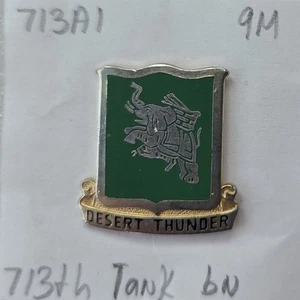 713A1 9M
DESERT THUNDER
713th Tank bn